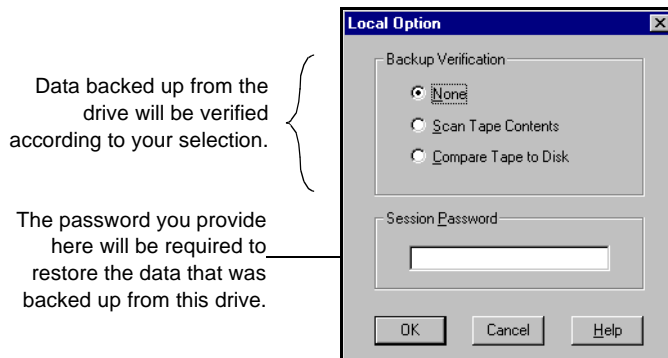 Local Option
Data backed up from the
drive will be verified
according to your selection.
Backup Verification
None
Scan Tape Contents
Compare Tape to Disk
The password you provide
here will be required to
restore the data that was
backed up from this drive.
Session Password
OK
Cancel
Help